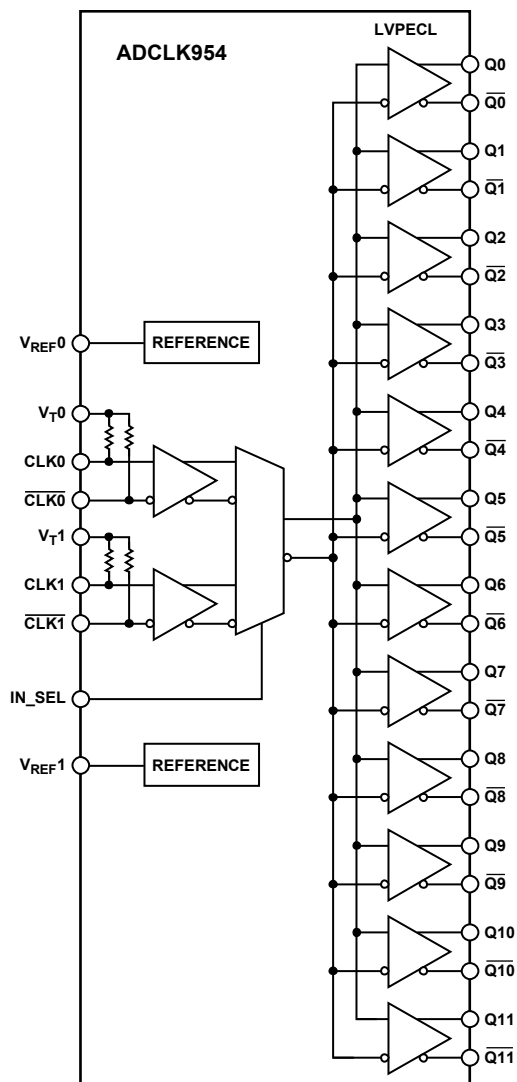 LVPECL
ADCLK954
Q0
Q0
Q1
Q1
Q2
Q2
Q3
Q3
Q4
Q4
Q5
Q5
Q6
Q6
Q7
Q7
Q8
Q8
Q9
Q9
Q10
Q10
Q11
Q11
VREF0
REFERENCE
VT0
CLK0
CLK0
VT1
CLK1
CLK1
IN_SEL
VREF1
REFERENCE